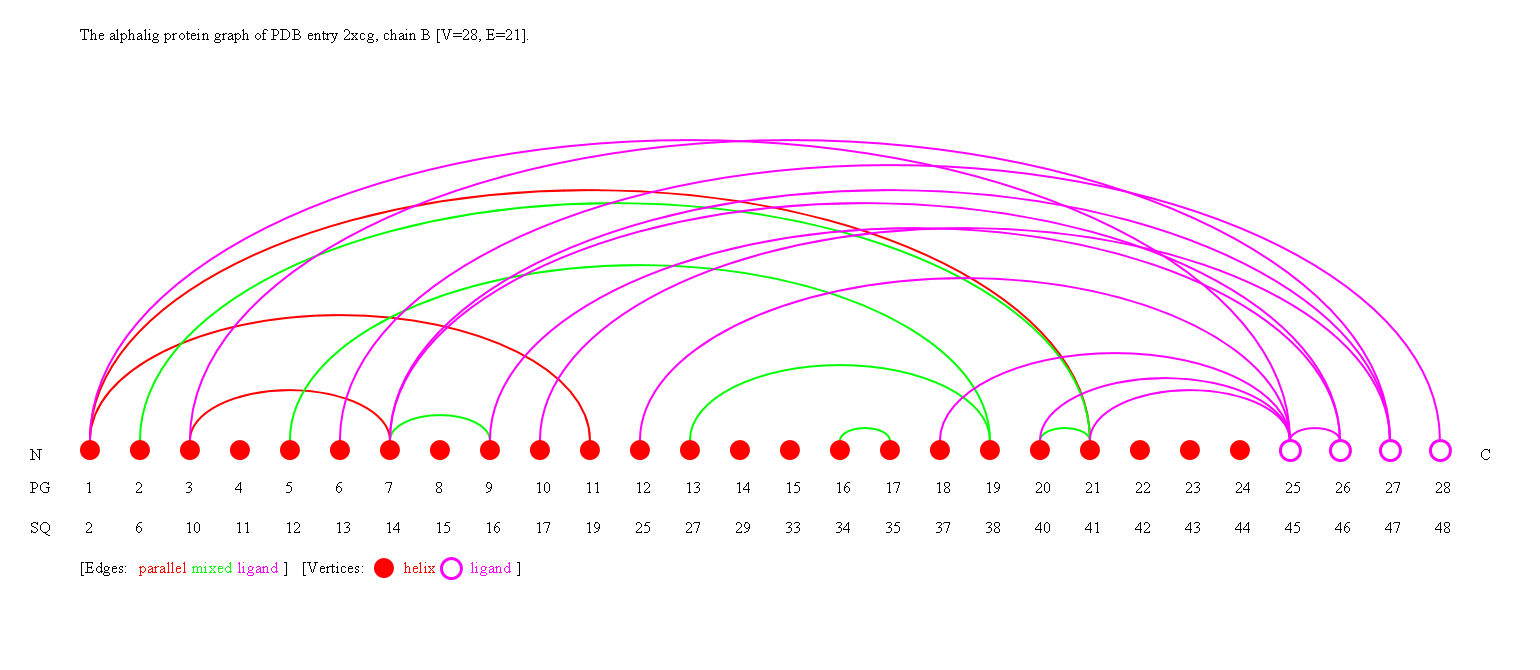 The alphalig protein graph of PDB entry 2xcg, chain B [V=28, E=21].
N C
PG 1 2 3 4 5 6 7 8 9 10 11 12 13 14 15 16 17 18 19 20 21 22 23 24 25 26 27 28
SQ 2 6 10 11 12 13 14 15 16 17 19 25 27 29 33 34 35 37 38 40 41 42 43 44 45 46 47 48
[Edges: parallel mixed ligand ] [Vertices: helix ligand ]